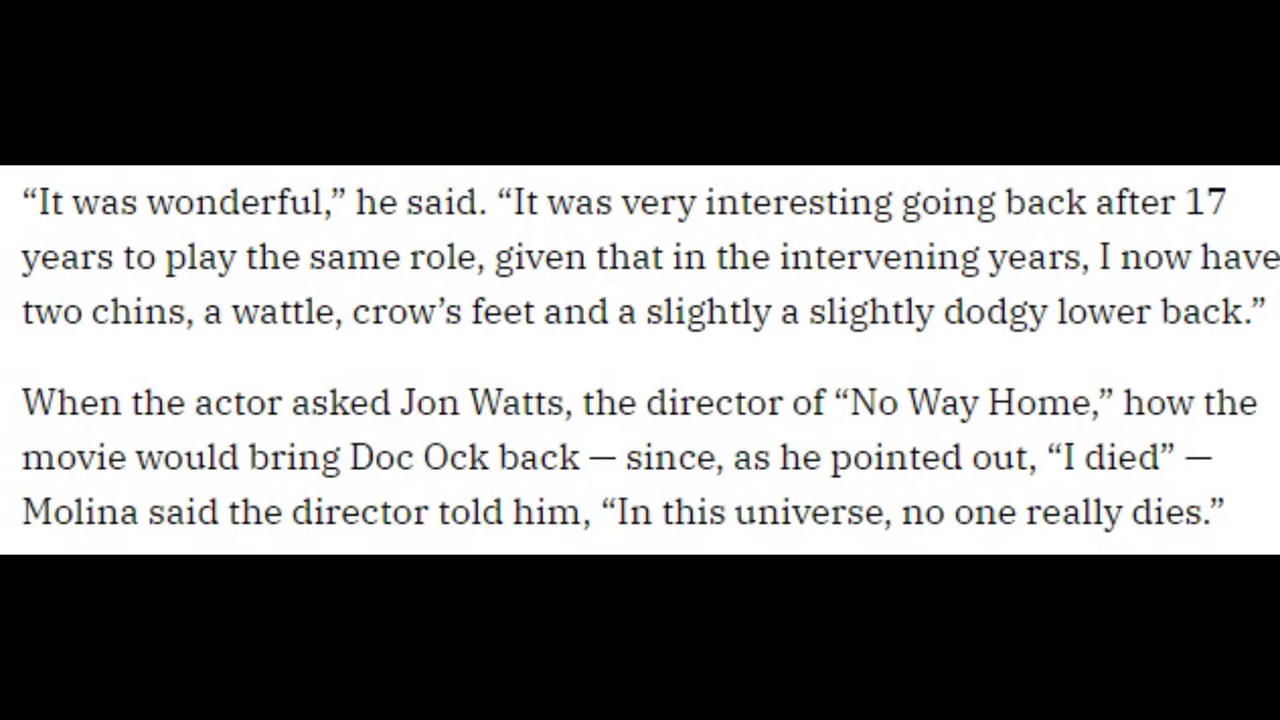 “It was wonderful,” he said. “It was very interesting going back after 17
years to play the same role, given that in the intervening years, I now have
two chins, a wattle, crow’s feet and a slightly a slightly dodgy lower back.”
When the actor asked Jon Watts, the director of “No Way Home,” how the
movie would bring Doc Ock back — since, as he pointed out, “I died” —
Molina said the director told him, “In this universe, no one really dies.”